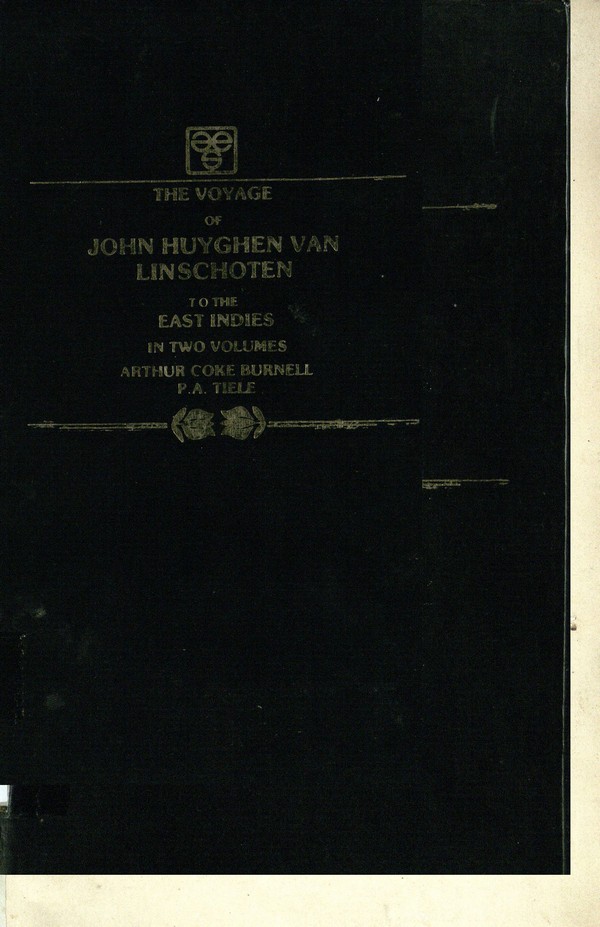 THE VOYAGE
OF
JOHN HUYGHEN VAN
LINSCHOTEN
TO THE
EAST INDIES
IN TWO VOLUMES
ARTHUR COKE BURNELL
P.A. TIELE